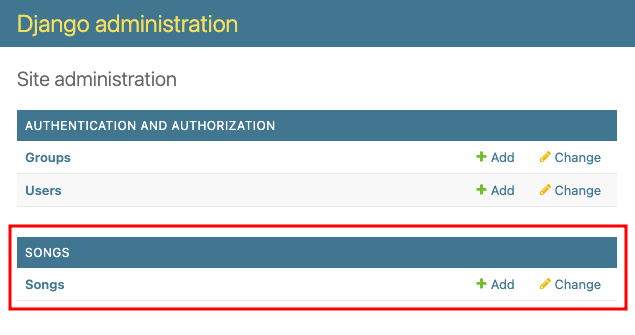 Django administration
Site administration
AUTHENTICATION AND AUTHORIZATION
Groups Add Change
Users Add Change
SONGS
Songs Add Change